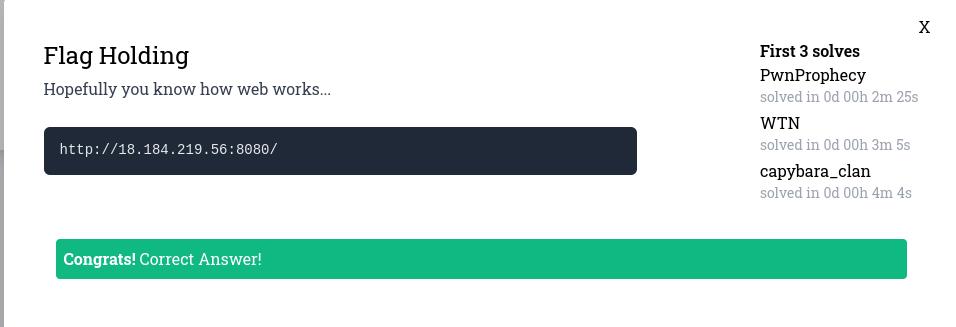 X
Flag Holding
Hopefully you know how web works...
http://18.184.219.56:8080/
First 3 solves
PwnProphecy
solved in 0d 00h 2m 25s
WTN
solved in 0d 00h 3m 5s
capybara_clan
solved in 0d 00h 4m 4s
Congrats! Correct Answer!